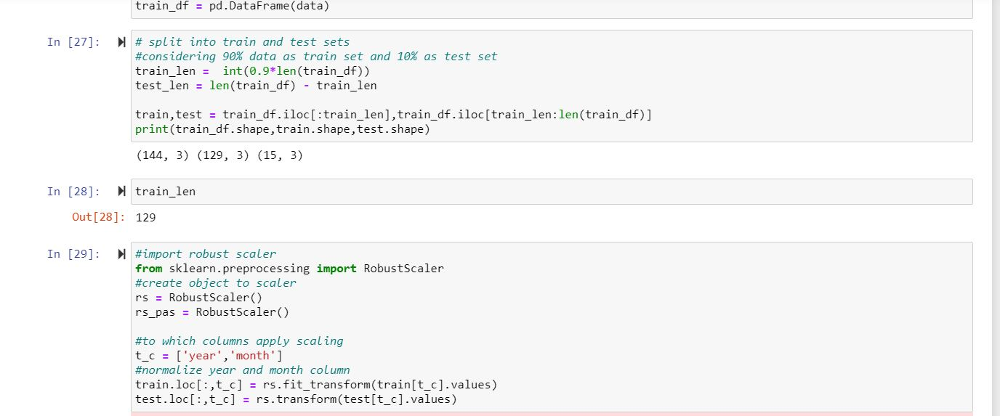 train_df = pd.DataFrame(data)
In [27]:
# split into train and test sets
#considering 90% data as train set and 10% as test set
train_len =  int(0.9*len(train_df))
test_len = len(train_df) - train_len
train,test = train_df.iloc[:train_len],train_df.iloc[train_len:len(train_df)]
print(train_df.shape,train.shape,test.shape)
(144, 3) (129, 3) (15, 3)
In [28]:
train_len
Out[28]: 129
In [29]:
#import robust scaler
from sklearn.preprocessing import RobustScaler
#create object to scaler
rs = RobustScaler()
rs_pas = RobustScaler()
#to which columns apply scaling
t_c = ['year','month']
#normalize year and month column
train.loc[:,t_c] = rs.fit_transform(train[t_c].values)
test.loc[:,t_c] = rs.transform(test[t_c].values)